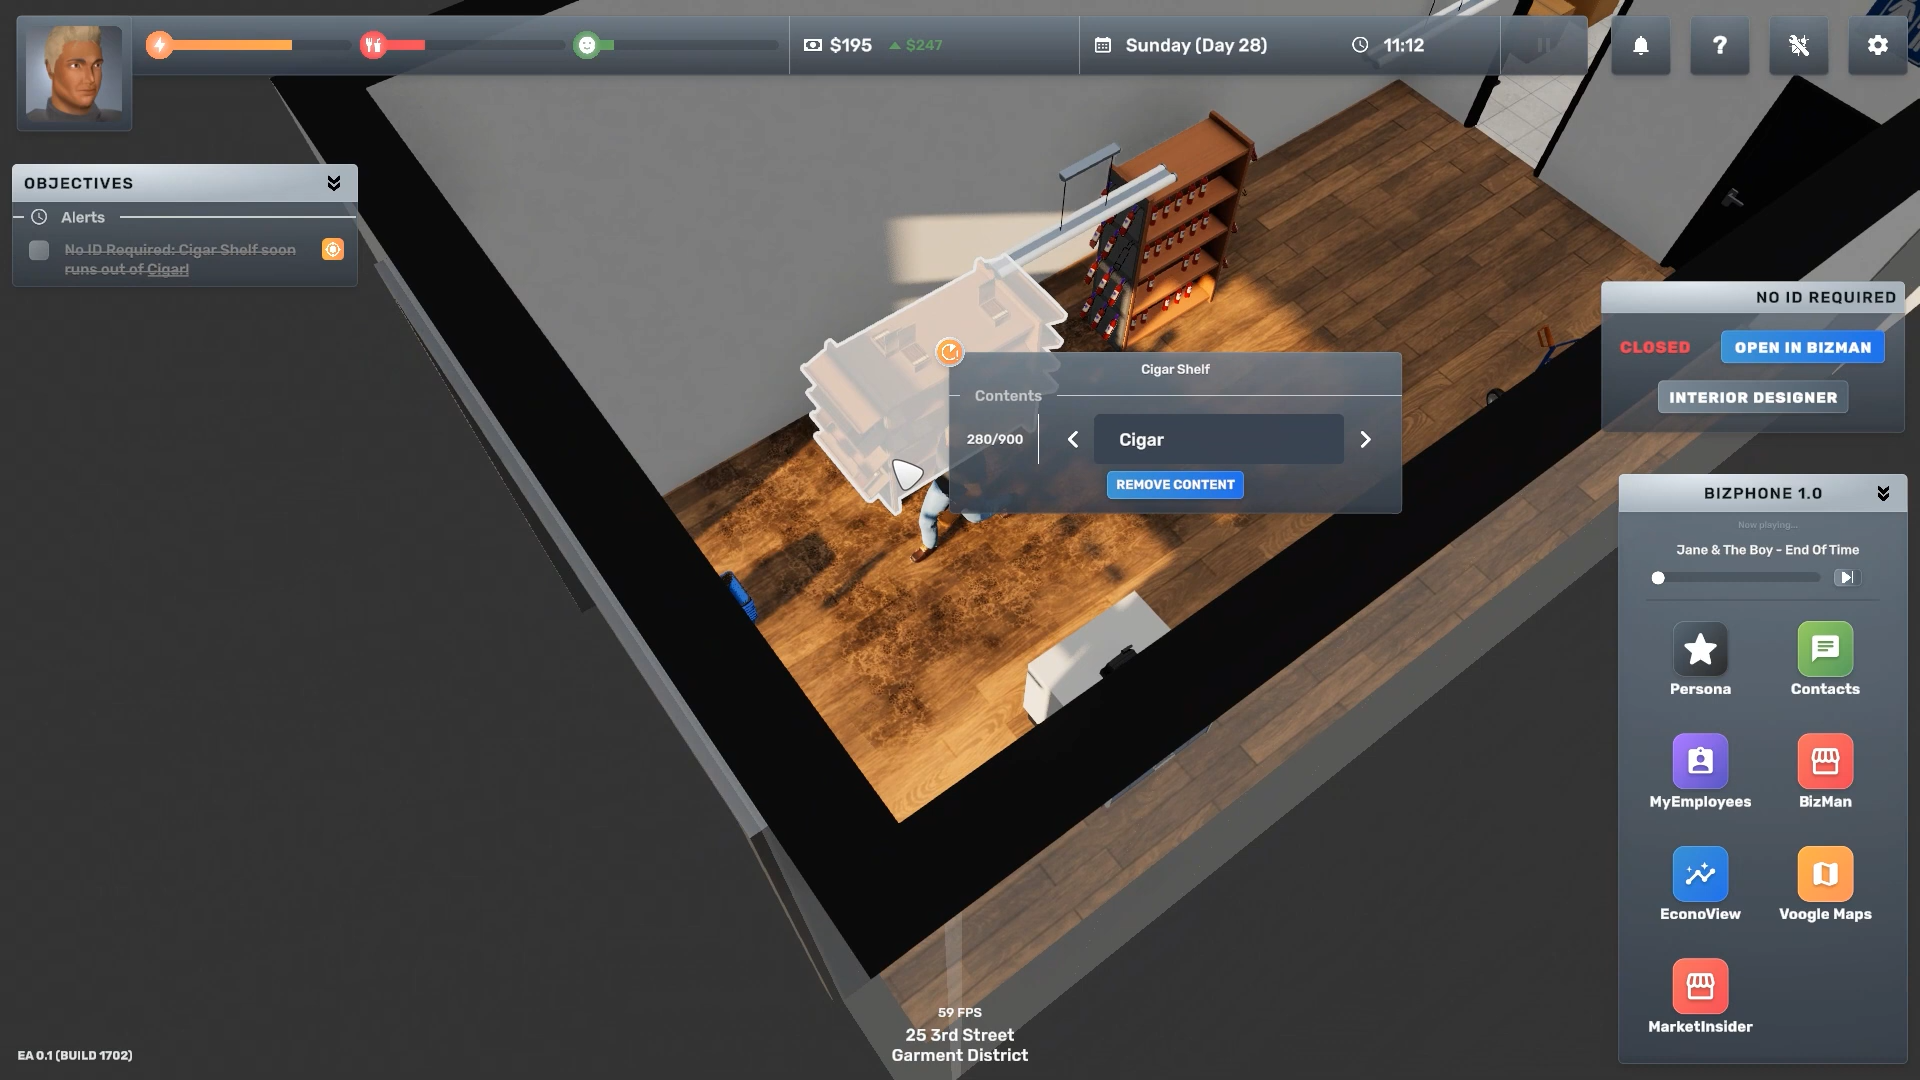 $195
$247
Sunday (Day 28)
11:12
?
OBJECTIVES
Alerts
No ID Required: Cigar Shelf soon
runs out of Cigar!
NO ID REQUIRED
CLOSED
OPEN IN BIZMAN
INTERIOR DESIGNER
Cigar Shelf
Contents
280/900
Cigar
REMOVE CONTENT
BIZPHONE 1.0
Now playing...
Jane & The Boy - End Of Time
Persona
Contacts
MyEmployees
BizMan
EconoView
Voogle Maps
MarketInsider
59 FPS
25 3rd Street
Garment District
EA 0.1 (BUILD 1702)